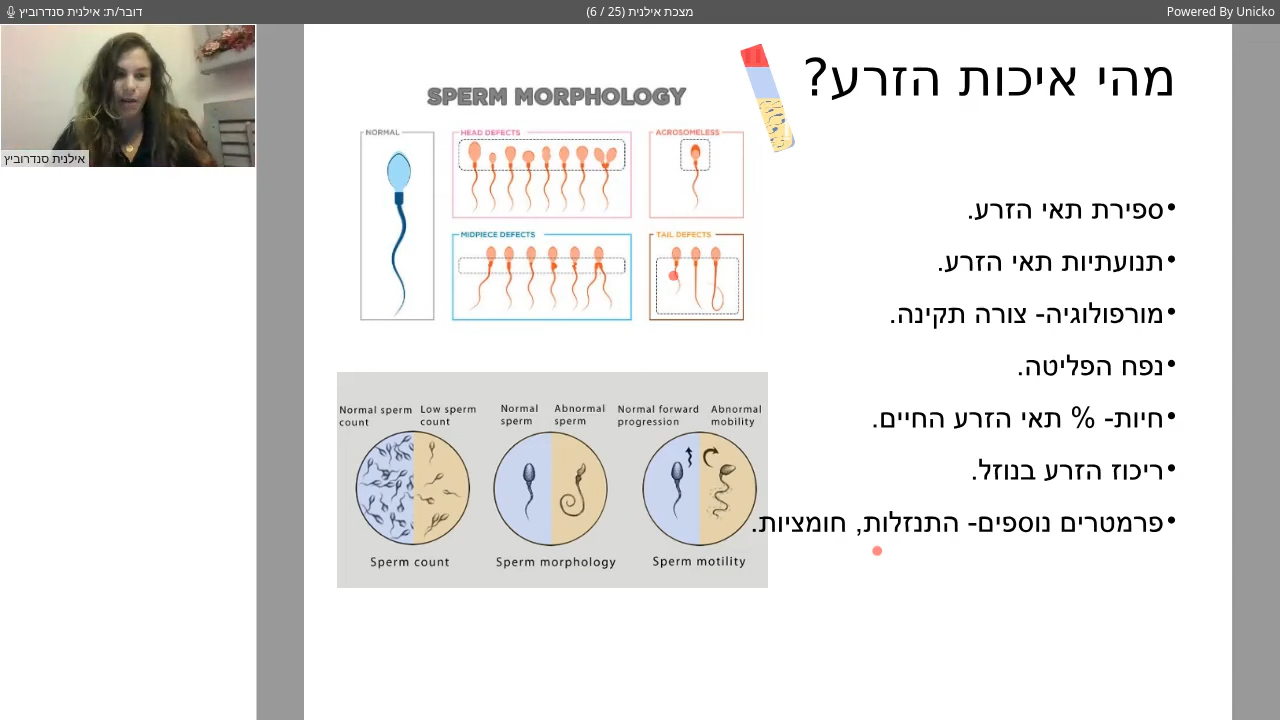 דובר/ת: אילנית סנדרוביץ
מצכת אילנית (25 / 6)
Powered By Unicko
אילנית סנדרוביץ
מהי איכות הזרע?
SPERM MORPHOLOGY
NORMAL
HEAD DEFECTS
ACROSOMELESS
MIDPIECE DEFECTS
TAIL DEFECTS
•ספירת תאי הזרע.
•תנועתיות תאי הזרע.
•מורפולוגיה- צורה תקינה.
•נפח הפליטה.
•חיות- % תאי הזרע החיים.
•ריכוז הזרע בנוזל.
•פרמטרים נוספים- התנזלות, חומציות.
Normal sperm count
Low sperm count
Normal sperm
Abnormal sperm
Normal forward progression
Abnormal mobility
Sperm count
Sperm morphology
Sperm motility